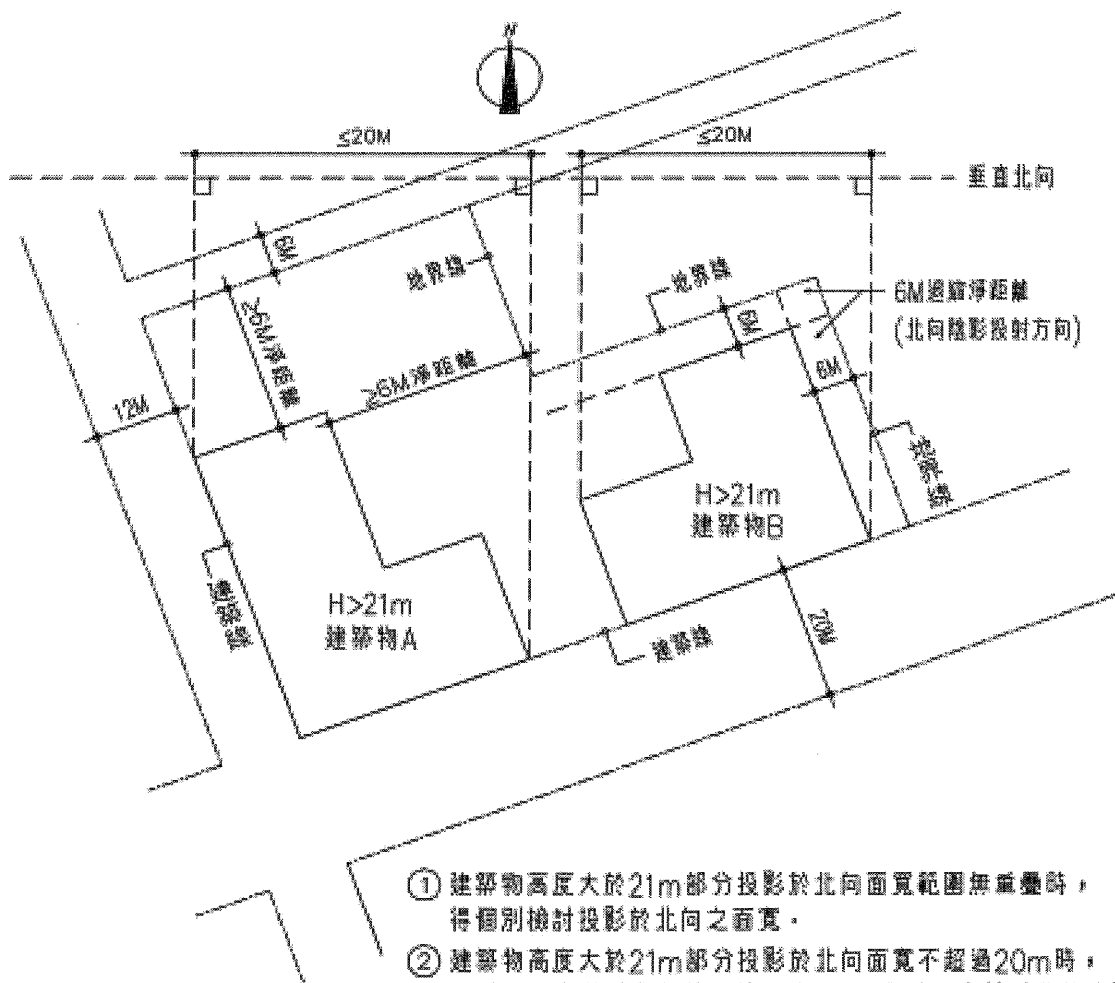 N
≤20M
≤20M
垂直北向
6M
地界線
地界線
6M退縮淨距離
(北向陰影投射方向)
≥6M淨距離
≥6M淨距離
6M
6M
12M
H>21m
建築物B
H>21m
建築物A
建築線
20M
① 建築物高度大於21m部分投影於北向面寬範圍無重疊時，
得個別檢討投影於北向之面寬。
② 建築物高度大於21m部分投影於北向面寬不超過20m時，